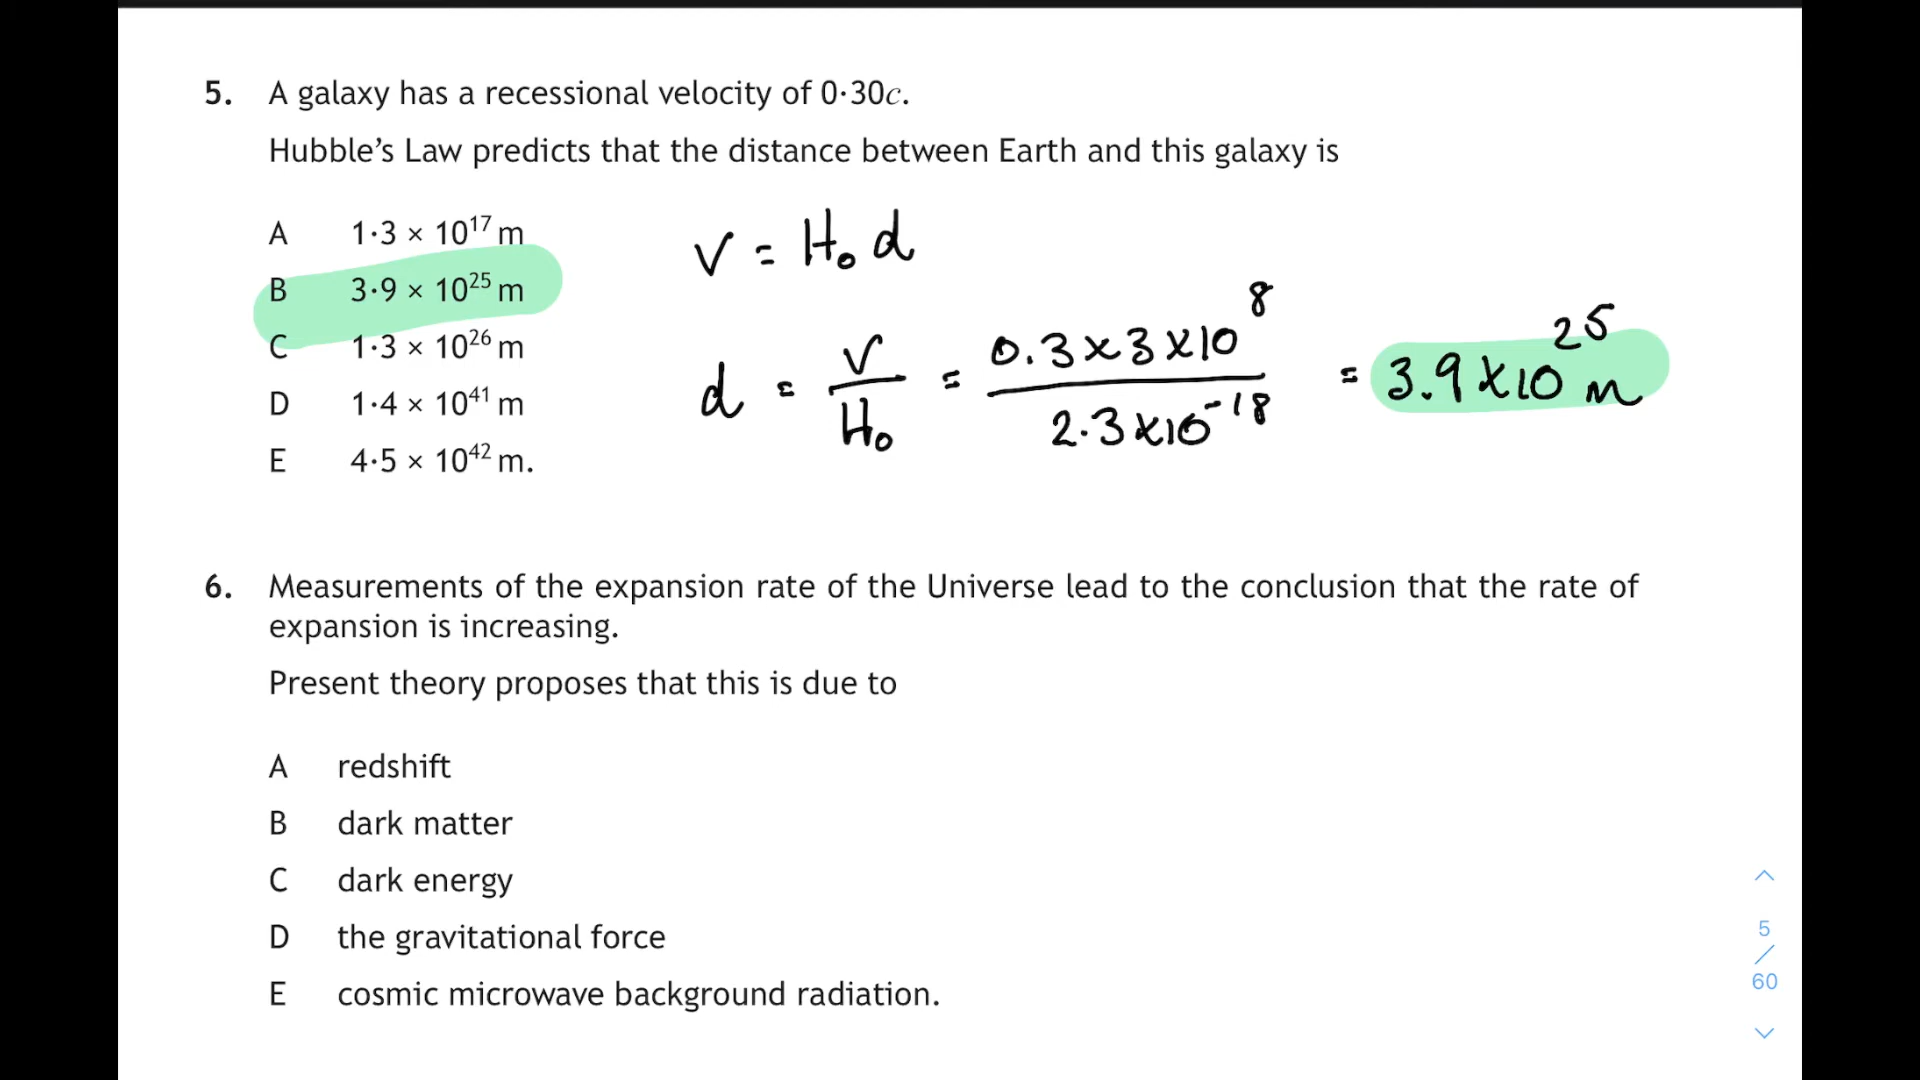 5. A galaxy has a recessional velocity of 0·30c.
Hubble’s Law predicts that the distance between Earth and this galaxy is
A 1·3 × 10¹⁷ m
B 3·9 × 10²⁵ m
C 1·3 × 10²⁶ m
D 1·4 × 10⁴¹ m
E 4·5 × 10⁴² m.
v = H₀ d
d = v/H₀ = 0.3 x 3 x 10⁸ / 2.3 x 10⁻¹⁸ = 3.9 x 10²⁵ m
6. Measurements of the expansion rate of the Universe lead to the conclusion that the rate of
expansion is increasing.
Present theory proposes that this is due to
A redshift
B dark matter
C dark energy
D the gravitational force
E cosmic microwave background radiation.
5
/
60